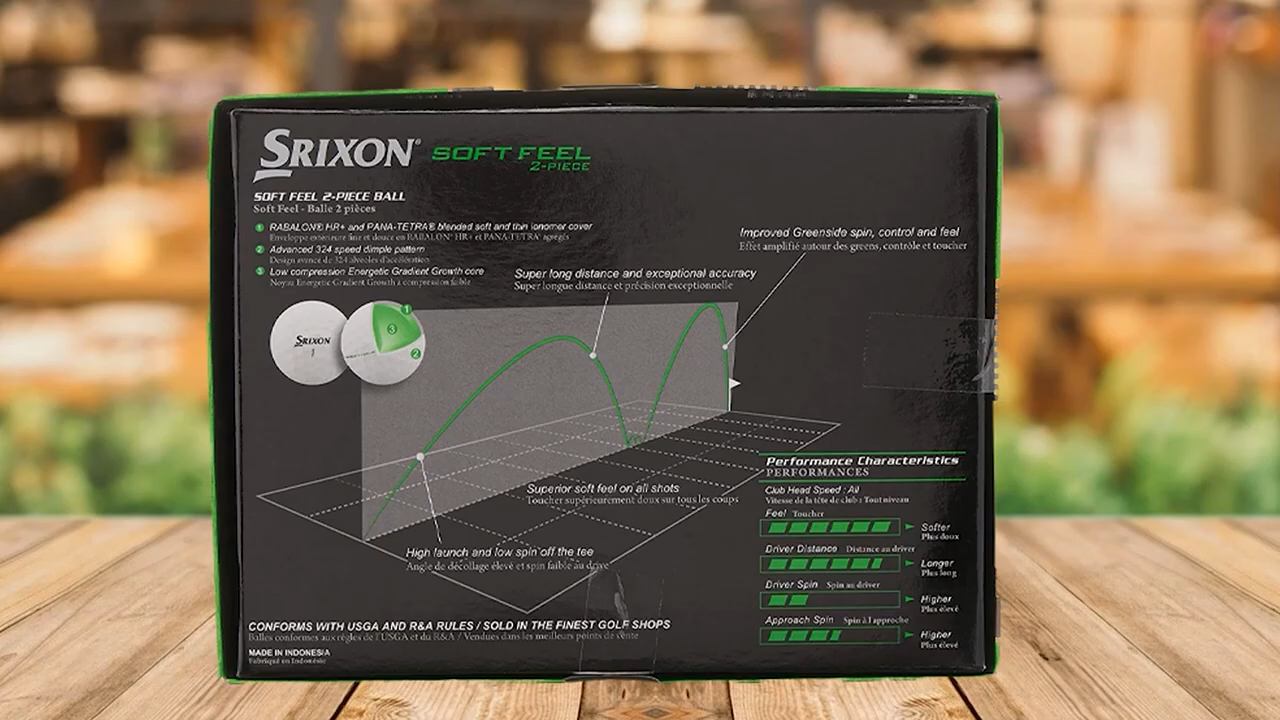 SRIXON®
SOFT FEEL
2-PIECE
SOFT FEEL 2-PIECE BALL
Soft Feel - Balle 2 pièces
1 RABALON® HR+ and PANA-TETRA® blended soft and thin ionomer cover
Enveloppe extérieure fine et douce en RABALON® HR+ et PANA-TETRA® agrégés
2 Advanced 324 speed dimple pattern
Design avancé de 324 alvéoles d'accélération
3 Low compression Energetic Gradient Growth core
Noyau Energetic Gradient Growth à compression faible
Improved Greenside spin, control and feel
Effet amplifié autour des greens, contrôle et toucher
Super long distance and exceptional accuracy
Super longue distance et précision exceptionnelle
SRIXON
1
1
3
2
Superior soft feel on all shots
Toucher supérieurement doux sur tous les coups
High launch and low spin off the tee
Angle de décollage élevé et spin faible au drive
Performance Characteristics
PERFORMANCES
Club Head Speed : All
Vitesse de la tête de club : Tout niveau
Feel Toucher
Softer
Plus doux
Driver Distance Distance au driver
Longer
Plus long
Driver Spin Spin au driver
Higher
Plus élevé
Approach Spin Spin à l'approche
Higher
Plus élevé
CONFORMS WITH USGA AND R&A RULES / SOLD IN THE FINEST GOLF SHOPS
Balles conformes aux règles de l'USGA et du R&A / Vendues dans les meilleurs points de vente
MADE IN INDONESIA
Fabriqué en Indonésie